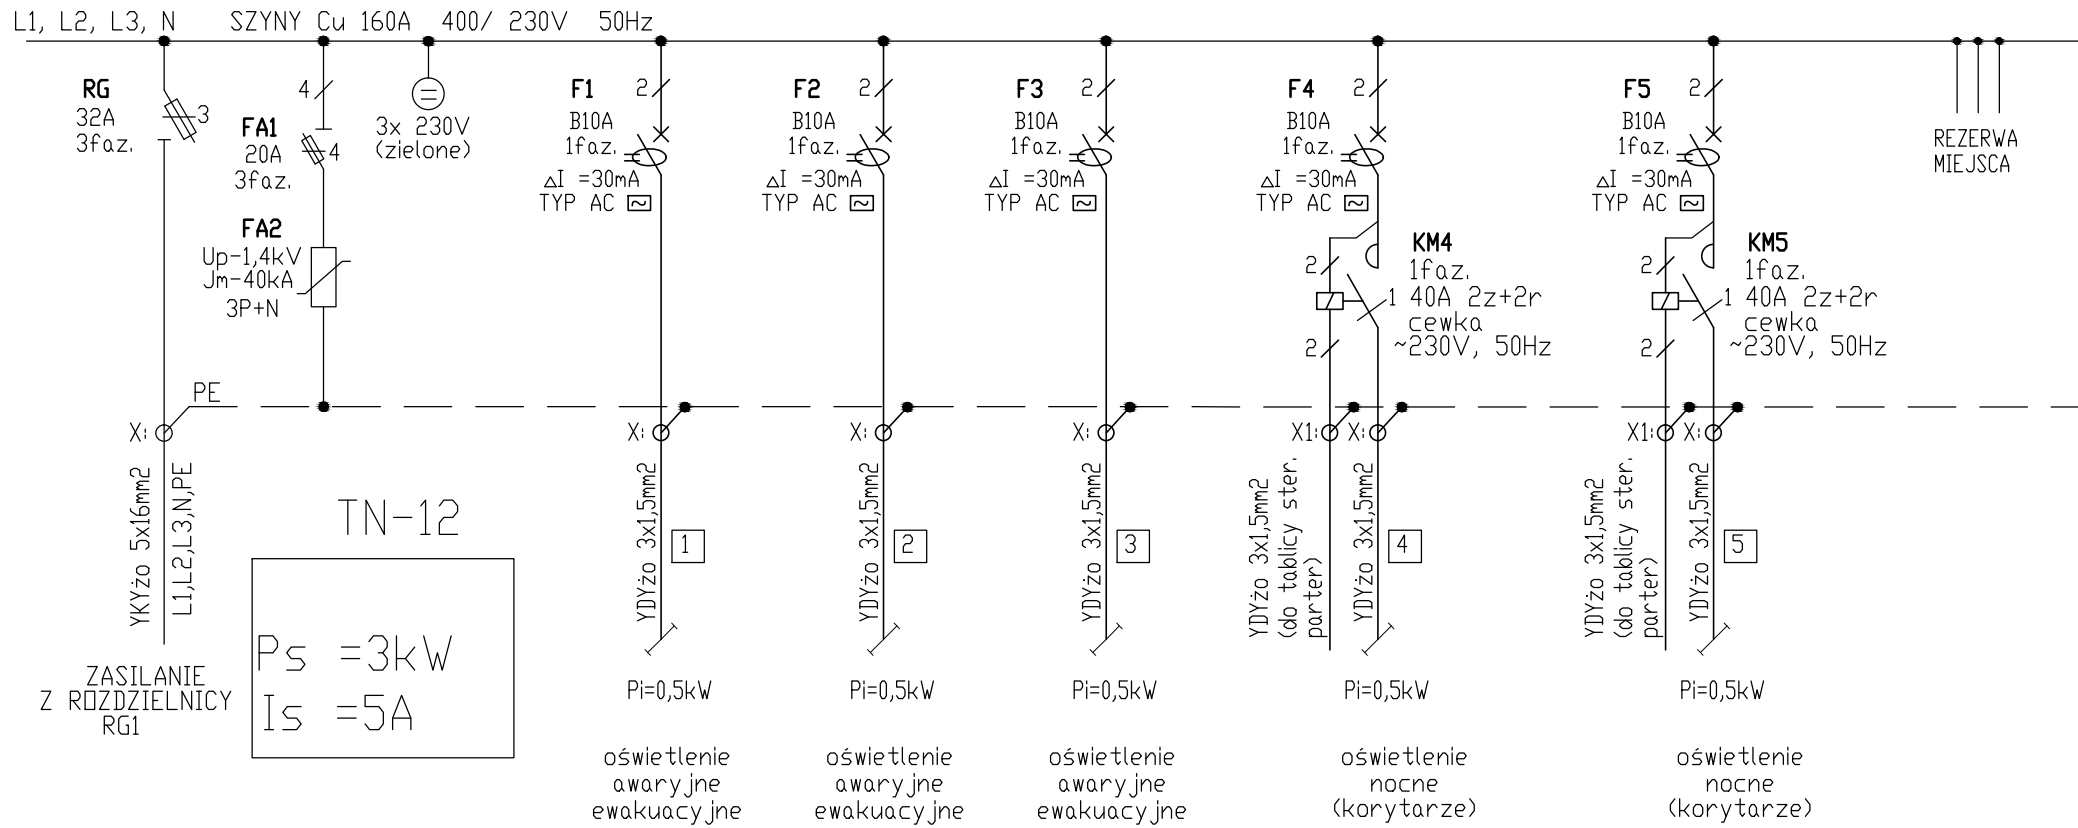 L1, L2, L3, N SZYNY Cu 160A 400/ 230V 50Hz
RG
32A
3faz.
3
4
FA1
20A
3faz.
4
FA2
Up-1,4kV
Jm-40kA
3P+N
3x 230V
(zielone)
F1
2
B10A
1faz.
ΔI =30mA
TYP AC ~
F2
2
B10A
1faz.
ΔI =30mA
TYP AC ~
F3
2
B10A
1faz.
ΔI =30mA
TYP AC ~
F4
2
B10A
1faz.
ΔI =30mA
TYP AC ~
KM4
1faz.
2
1 40A 2z+2r
cewka
2
~230V, 50Hz
F5
2
B10A
1faz.
ΔI =30mA
TYP AC ~
KM5
1faz.
2
1 40A 2z+2r
cewka
2
~230V, 50Hz
REZERWA
MIEJSCA
PE
X:
X:
X:
X:
X1:
X:
X1:
X:
YKYżo 5x16mm2
L1,L2,L3,N,PE
ZASILANIE
Z ROZDZIELNICY
RG1
TN-12
Ps =3kW
Is =5A
YDYżo 3x1,5mm2
1
Pi=0,5kW
oświetlenie
awaryjne
ewakuacyjne
YDYżo 3x1,5mm2
2
Pi=0,5kW
oświetlenie
awaryjne
ewakuacyjne
YDYżo 3x1,5mm2
3
Pi=0,5kW
oświetlenie
awaryjne
ewakuacyjne
YDYżo 3x1,5mm2
(do tablicy ster.
parter)
YDYżo 3x1,5mm2
4
Pi=0,5kW
oświetlenie
nocne
(korytarze)
YDYżo 3x1,5mm2
(do tablicy ster.
parter)
YDYżo 3x1,5mm2
5
Pi=0,5kW
oświetlenie
nocne
(korytarze)